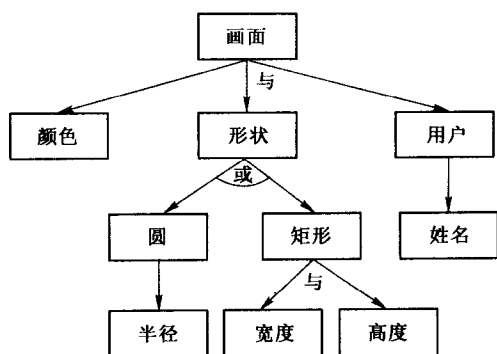 画面
与
颜色
形状
用户
或
圆
矩形
姓名
与
半径
宽度
高度